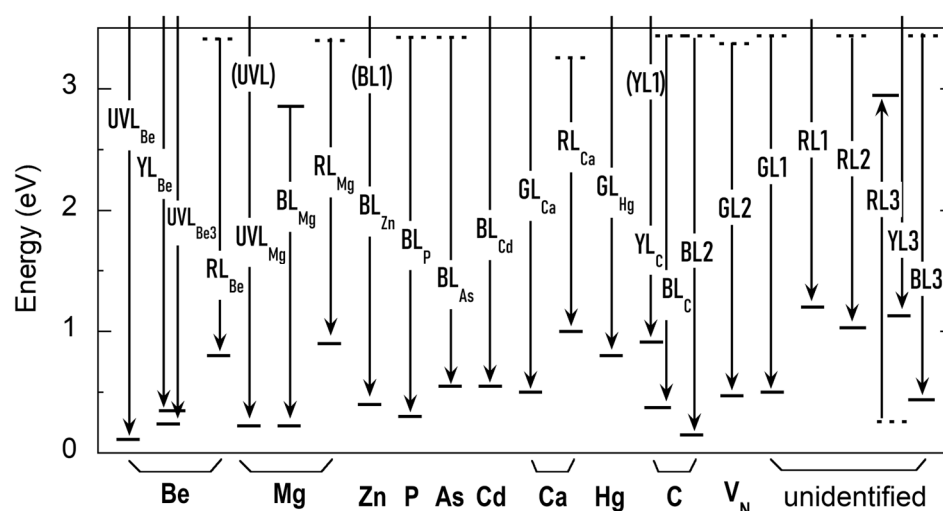 Energy (eV)
3
2
1
0
UVL_Be
YL_Be
UVL_Be3
RL_Be
(UVL)
UVL_Mg
BL_Mg
RL_Mg
(BL1)
BL_Zn
BL_P
BL_As
BL_Cd
GL_Ca
RL_Ca
GL_Hg
(YL1)
YL_C
BL_C
BL2
GL2
GL1
RL1
RL2
RL3
YL3
BL3
Be Mg Zn P As Cd Ca Hg C V_N unidentified